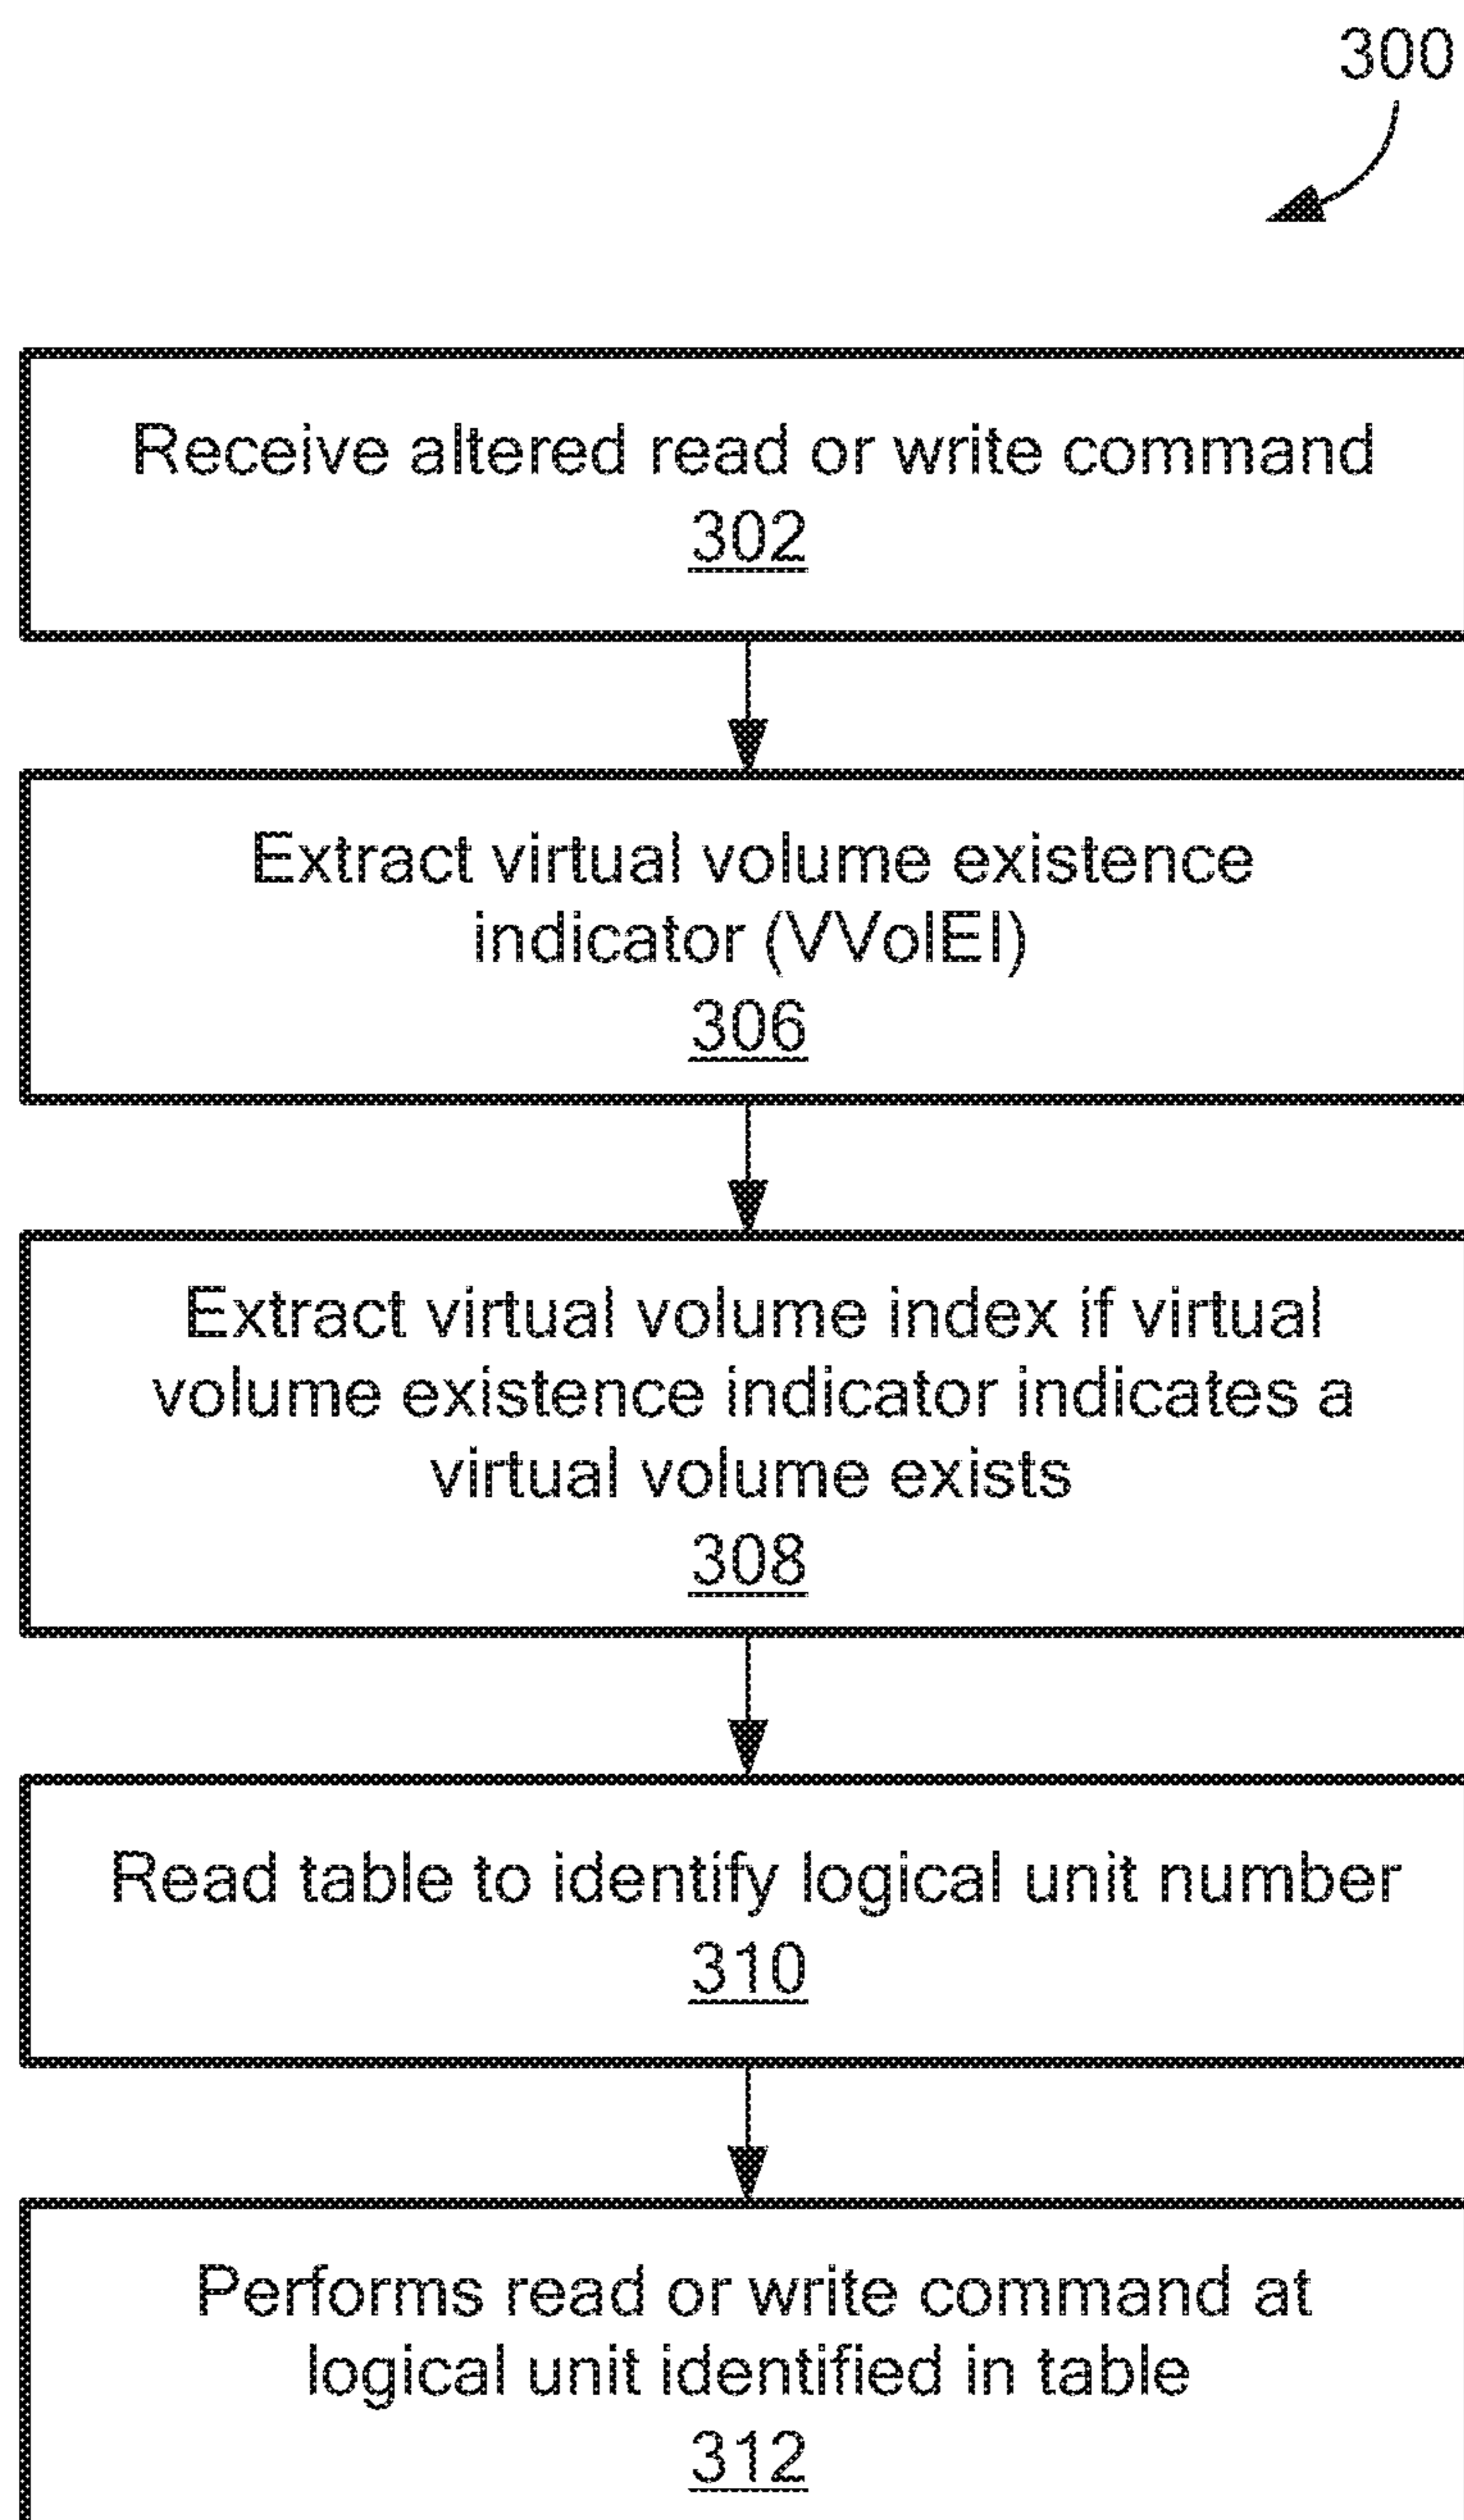 300
Receive altered read or write command
302
Extract virtual volume existence
indicator (VVolEI)
306
Extract virtual volume index if virtual
volume existence indicator indicates a
virtual volume exists
308
Read table to identify logical unit number
310
Performs read or write command at
logical unit identified in table
312